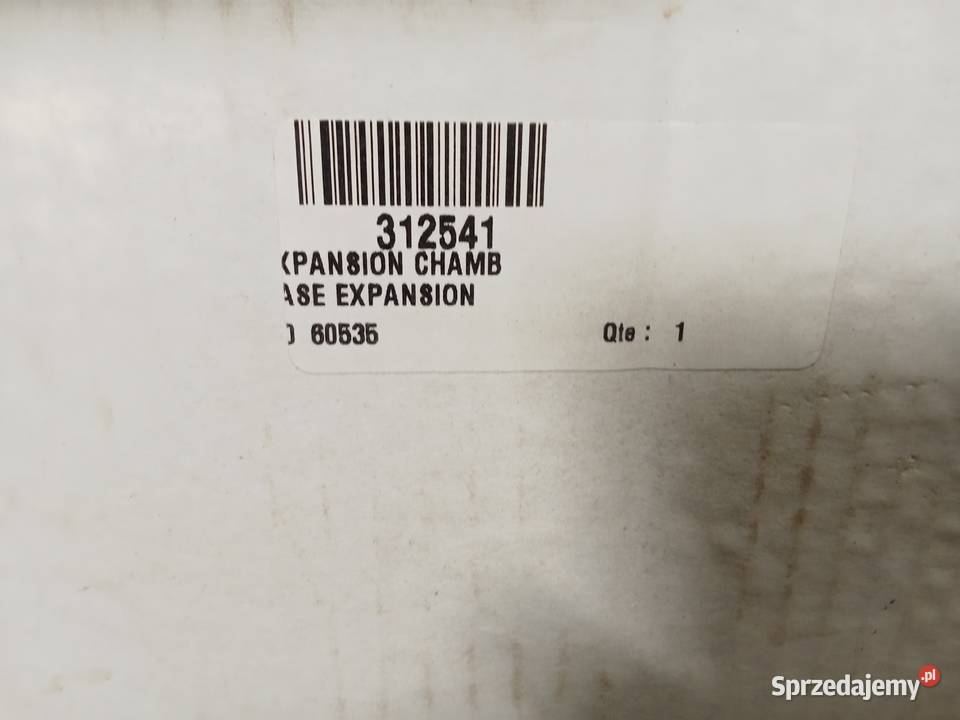 312541
XPANSION CHAMB
ASE EXPANSION
60535 Qte : 1
Sprzedajemy.pl